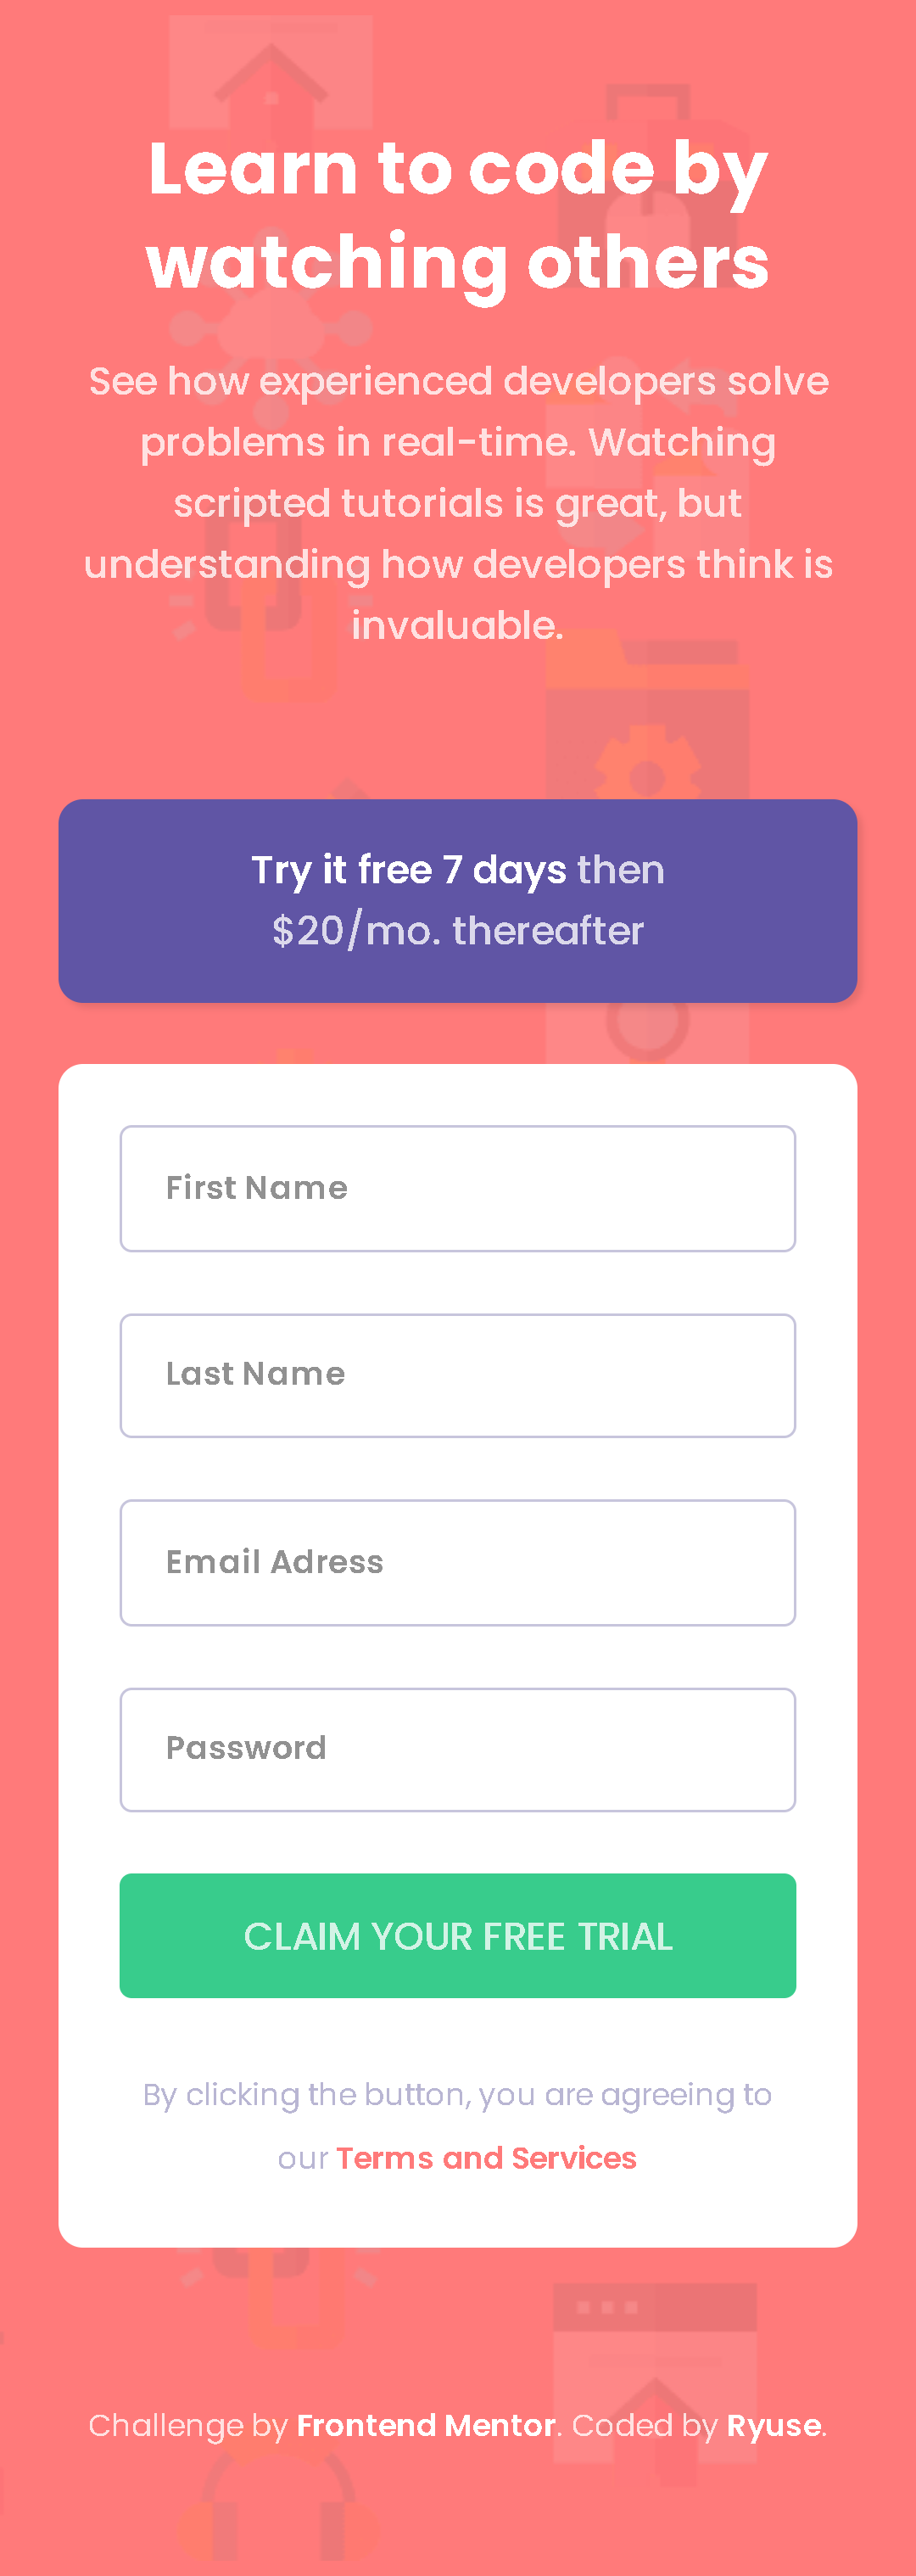 Learn to code by
watching others
See how experienced developers solve
problems in real-time. Watching
scripted tutorials is great, but
understanding how developers think is
invaluable.
Try it free 7 days then
$20/mo. thereafter
First Name
Last Name
Email Adress
Password
CLAIM YOUR FREE TRIAL
By clicking the button, you are agreeing to
our Terms and Services
Challenge by Frontend Mentor. Coded by Ryuse.